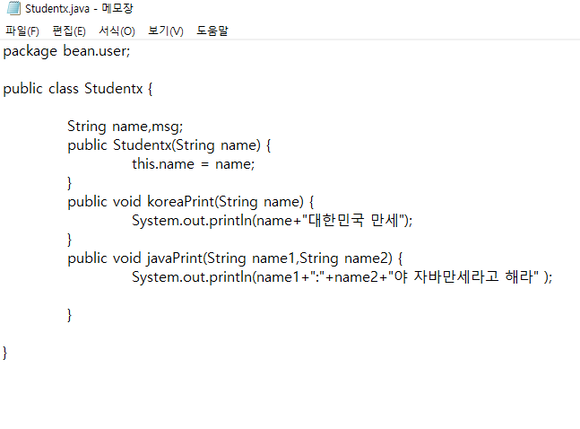 Studentx.java - 메모장
파일(F) 편집(E) 서식(O) 보기(V) 도움말
package bean.user;
public class Studentx {
String name,msg;
public Studentx(String name) {
this.name = name;
}
public void koreaPrint(String name) {
System.out.println(name+"대한민국 만세");
}
public void javaPrint(String name1,String name2) {
System.out.println(name1+":"+name2+"야 자바만세라고 해라" );
}
}